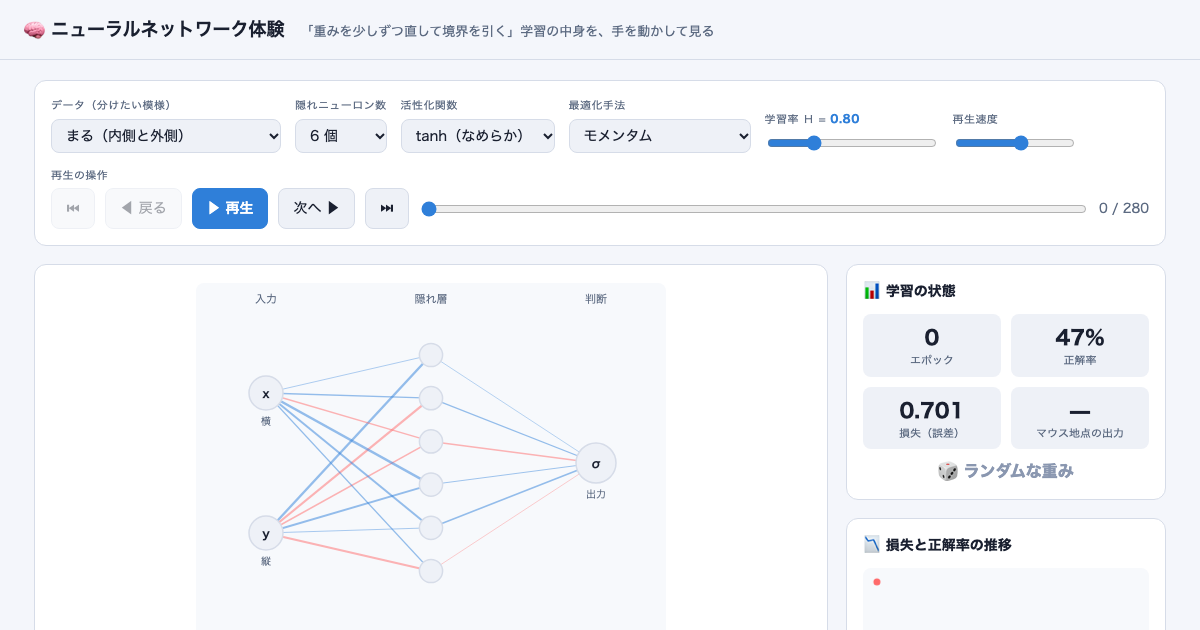 🧠 ニューラルネットワーク体験 「重みを少しずつ直して境界を引く」学習の中身を、手を動かして見る
データ（分けたい模様） 隠れニューロン数 活性化関数 最適化手法 学習率 H = 0.80 再生速度
まる（内側と外側） 6 個 tanh（なめらか） モメンタム
再生の操作
⏮ ◀ 戻る ▶ 再生 次へ ▶ ⏭ 0 / 280
入力 隠れ層 判断
x
横
y
縦
σ
出力
📊 学習の状態
0
エポック
47%
正解率
0.701
損失（誤差）
—
マウス地点の出力
🎲 ランダムな重み
📉 損失と正解率の推移